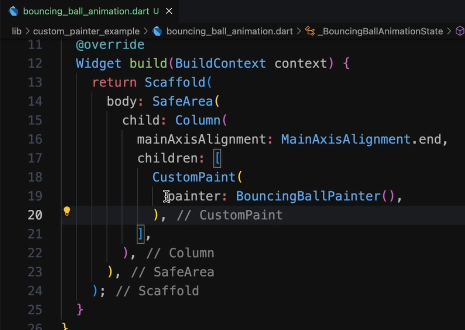 bouncing_ball_animation.dart U ×
lib > custom_painter_example > bouncing_ball_animation.dart > _BouncingBallAnimationState >
11 @override
12 Widget build(BuildContext context) {
13 return Scaffold(
14 body: SafeArea(
15 child: Column(
16 mainAxisAlignment: MainAxisAlignment.end,
17 children: [
18 CustomPaint(
19 painter: BouncingBallPainter(),
20 ), // CustomPaint
21 ],
22 ), // Column
23 ), // SafeArea
24 ); // Scaffold
25 }
26 }